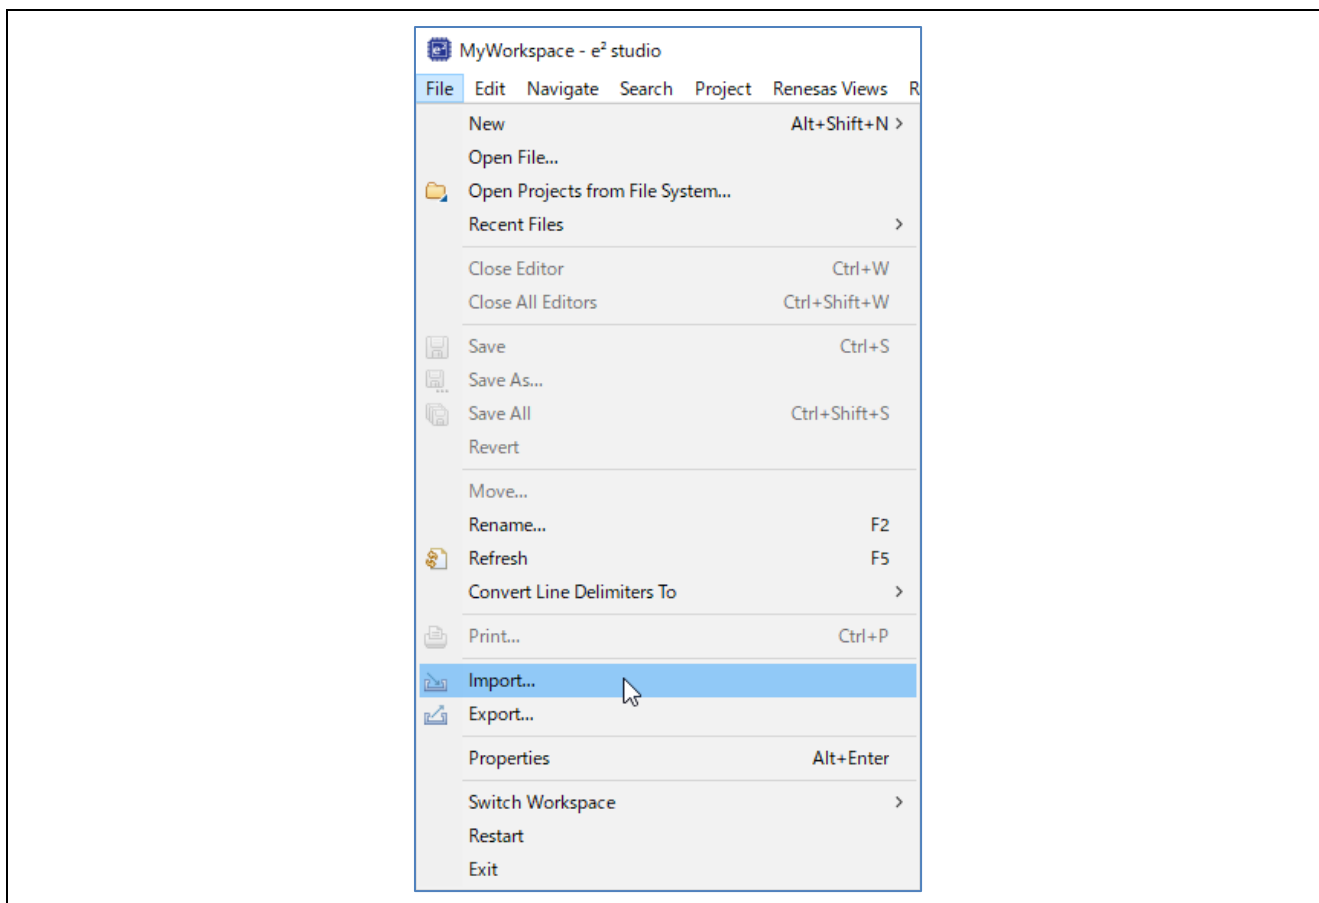 MyWorkspace - e² studio
File Edit Navigate Search Project Renesas Views R
New Alt+Shift+N >
Open File...
Open Projects from File System...
Recent Files >
Close Editor Ctrl+W
Close All Editors Ctrl+Shift+W
Save Ctrl+S
Save As...
Save All Ctrl+Shift+S
Revert
Move...
Rename... F2
Refresh F5
Convert Line Delimiters To >
Print... Ctrl+P
Import...
Export...
Properties Alt+Enter
Switch Workspace >
Restart
Exit